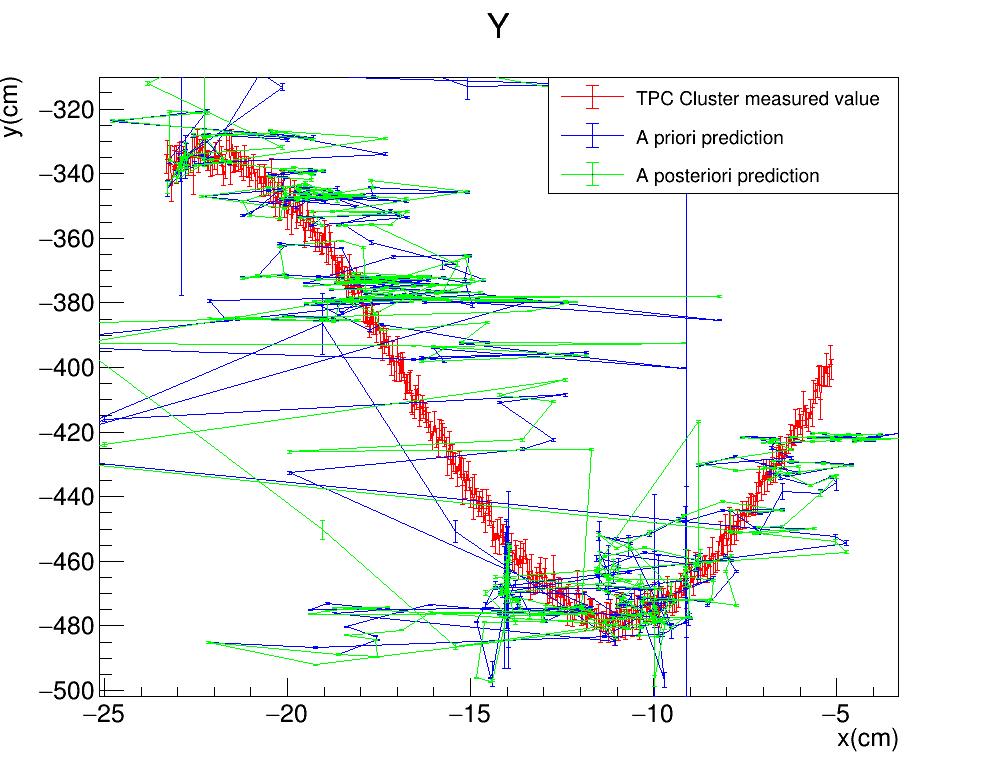 Y
y(cm)
TPC Cluster measured value
A priori prediction
A posteriori prediction
−320
−340
−360
−380
−400
−420
−440
−460
−480
−500
−25
−20
−15
−10
−5
x(cm)